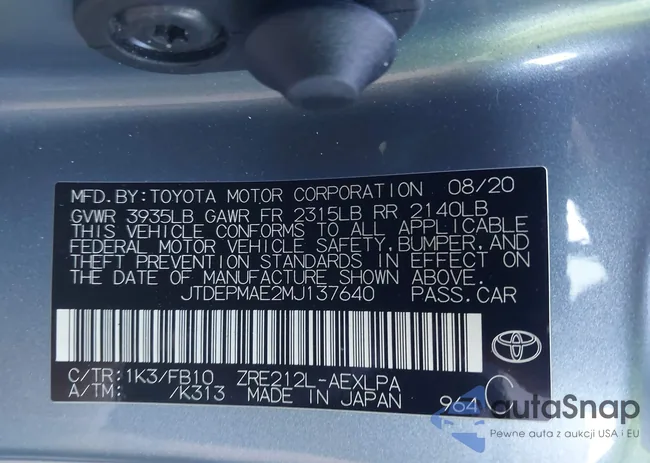 MFD.BY:TOYOTA MOTOR CORPORATION 08/20
GVWR 3935LB GAWR FR 2315LB RR 2140LB
THIS VEHICLE CONFORMS TO ALL APPLICABLE
FEDERAL MOTOR VEHICLE SAFETY,BUMPER,AND
THEFT PREVENTION STANDARDS IN EFFECT ON
THE DATE OF MANUFACTURE SHOWN ABOVE.
JTDEPMAE2MJ137640 PASS.CAR
C/TR:1K3/FB10 ZRE212L-AEXLPA
A/TM: /K313 MADE IN JAPAN 964
C
autoSnap
Pewne auta z aukcji USA i EU